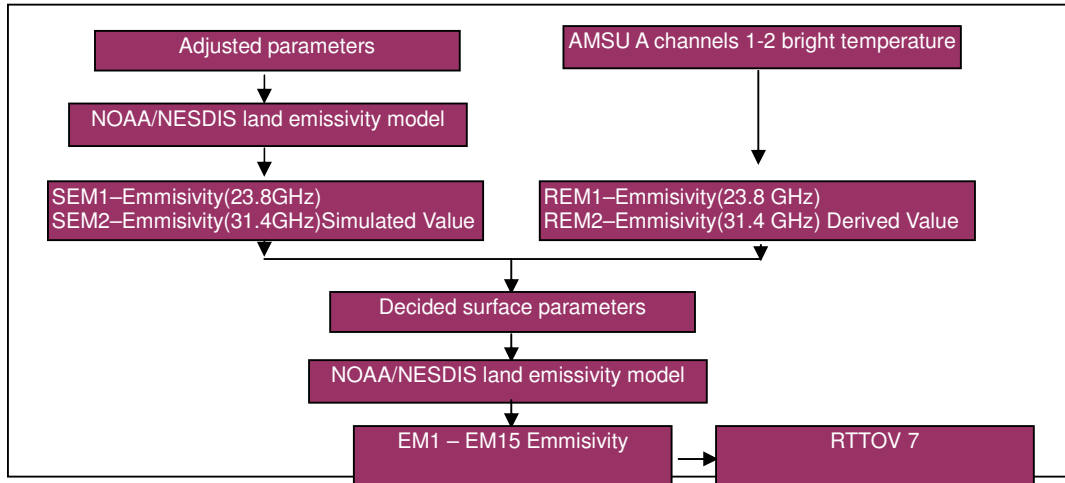 Adjusted parameters
AMSU A channels 1-2 bright temperature
NOAA/NESDIS land emissivity model
SEM1–Emmisivity(23.8GHz)
SEM2–Emmisivity(31.4GHz)Simulated Value
REM1–Emmisivity(23.8 GHz)
REM2–Emmisivity(31.4 GHz) Derived Value
Decided surface parameters
NOAA/NESDIS land emissivity model
EM1 – EM15 Emmisivity
RTTOV 7